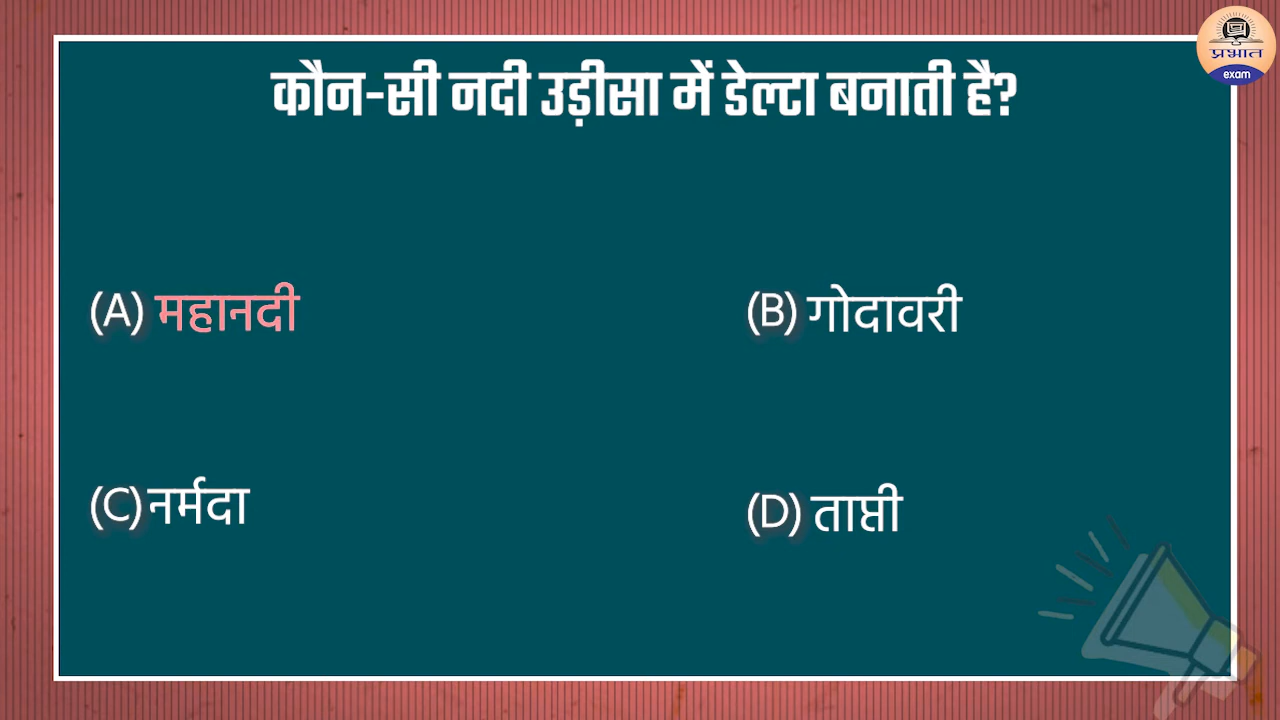 प्रभात
exam
कौन-सी नदी उड़ीसा में डेल्टा बनाती है?
(A) महानदी
(B) गोदावरी
(C) नर्मदा
(D) ताप्ती